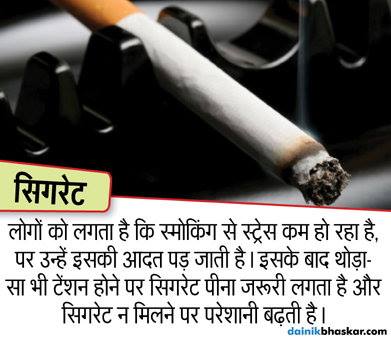 सिगरेट
लोगों को लगता है कि स्मोकिंग से स्ट्रेस कम हो रहा है,
पर उन्हें इसकी आदत पड़ जाती है। इसके बाद थोड़ा-
सा भी टेंशन होने पर सिगरेट पीना जरूरी लगता है और
सिगरेट न मिलने पर परेशानी बढ़ती है।
dainikbhaskar.com